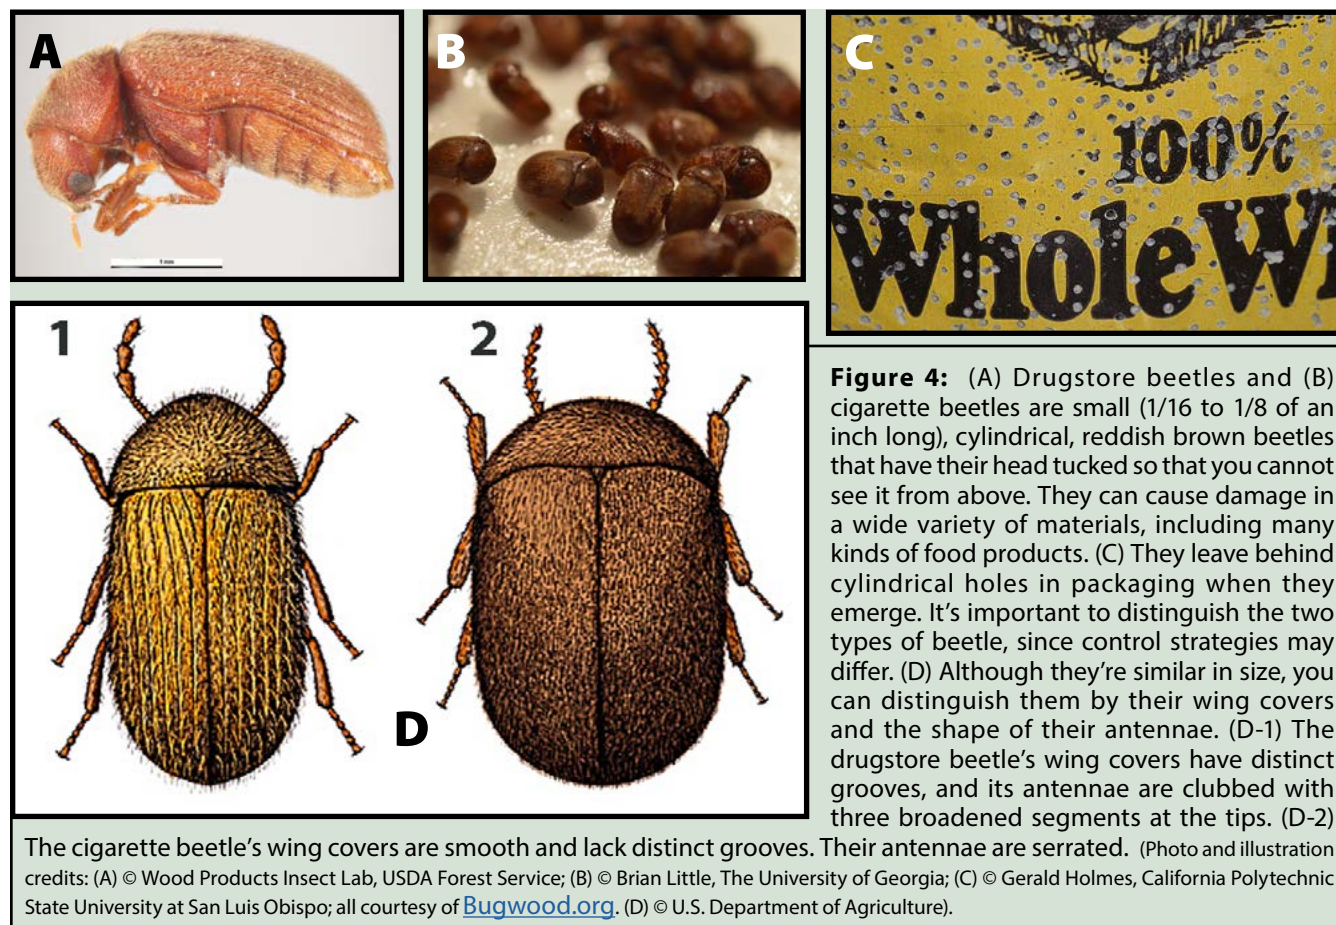 A
B
C
100%
Whole W
1 mm
1
2
D
Figure 4: (A) Drugstore beetles and (B)
cigarette beetles are small (1/16 to 1/8 of an
inch long), cylindrical, reddish brown beetles
that have their head tucked so that you cannot
see it from above. They can cause damage in
a wide variety of materials, including many
kinds of food products. (C) They leave behind
cylindrical holes in packaging when they
emerge. It's important to distinguish the two
types of beetle, since control strategies may
differ. (D) Although they're similar in size, you
can distinguish them by their wing covers
and the shape of their antennae. (D-1) The
drugstore beetle's wing covers have distinct
grooves, and its antennae are clubbed with
three broadened segments at the tips. (D-2)
The cigarette beetle's wing covers are smooth and lack distinct grooves. Their antennae are serrated. (Photo and illustration
credits: (A) © Wood Products Insect Lab, USDA Forest Service; (B) © Brian Little, The University of Georgia; (C) © Gerald Holmes, California Polytechnic
State University at San Luis Obispo; all courtesy of Bugwood.org. (D) © U.S. Department of Agriculture).